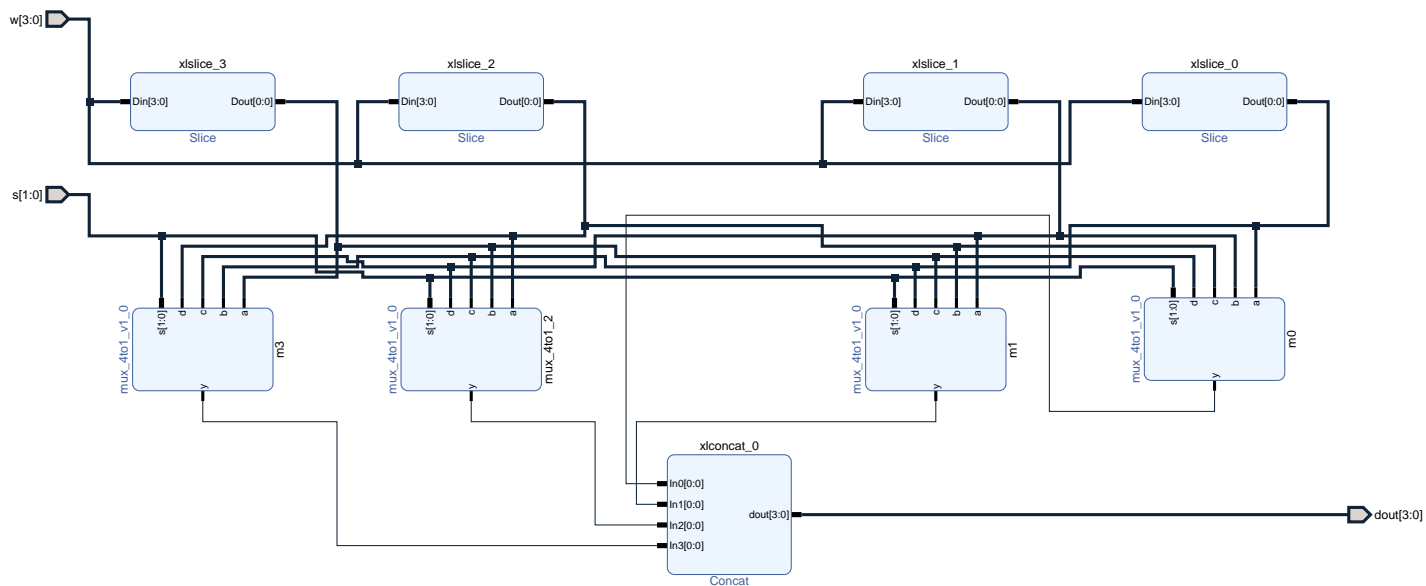 w[3:0]
xlslice_3
xlslice_2
xlslice_1
xlslice_0
Din[3:0]
Dout[0:0]
Din[3:0]
Dout[0:0]
Din[3:0]
Dout[0:0]
Din[3:0]
Dout[0:0]
Slice
Slice
Slice
Slice
s[1:0]
mux_4to1_v1_0
s[1:0]
d
c
b
a
y
m3
mux_4to1_v1_0
s[1:0]
d
c
b
a
y
mux_4to1_2
mux_4to1_v1_0
s[1:0]
d
c
b
a
y
m1
mux_4to1_v1_0
s[1:0]
d
c
b
a
y
m0
xlconcat_0
In0[0:0]
In1[0:0]
In2[0:0]
In3[0:0]
dout[3:0]
Concat
dout[3:0]